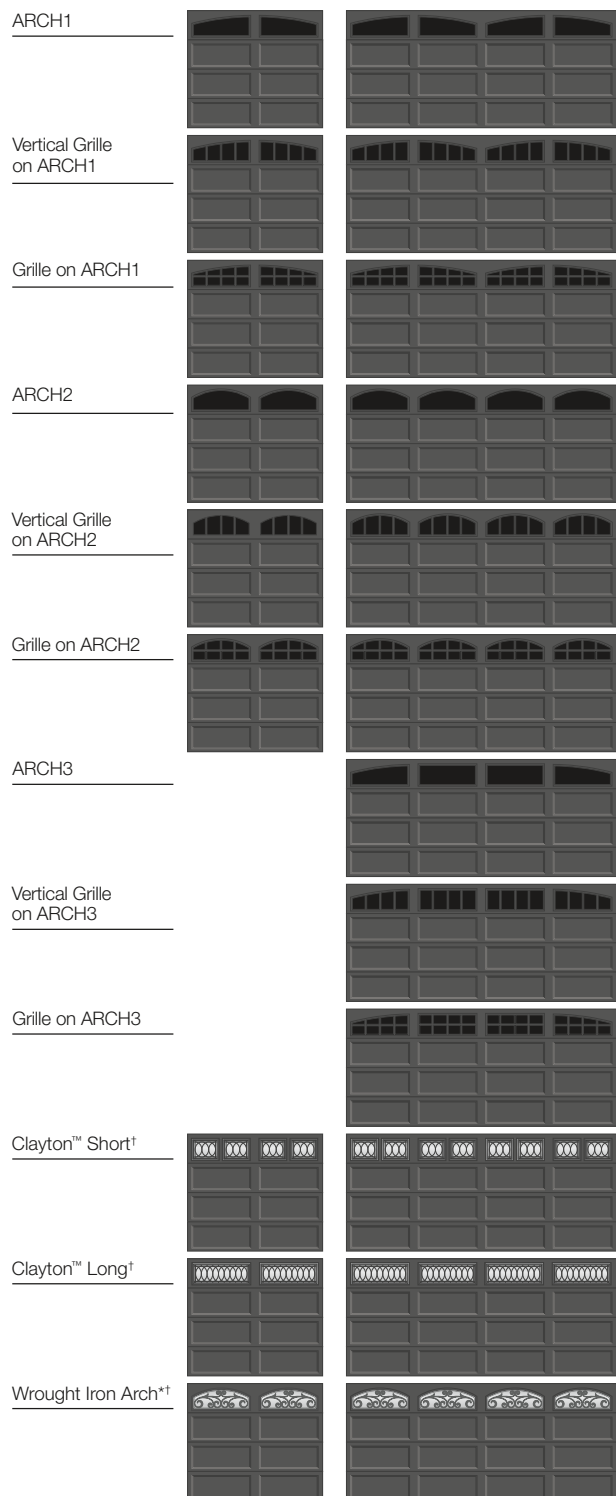 ARCH1
Vertical Grille
on ARCH1
Grille on ARCH1
ARCH2
Vertical Grille
on ARCH2
Grille on ARCH2
ARCH3
Vertical Grille
on ARCH3
Grille on ARCH3
Clayton™ Short†
Clayton™ Long†
Wrought Iron Arch*†